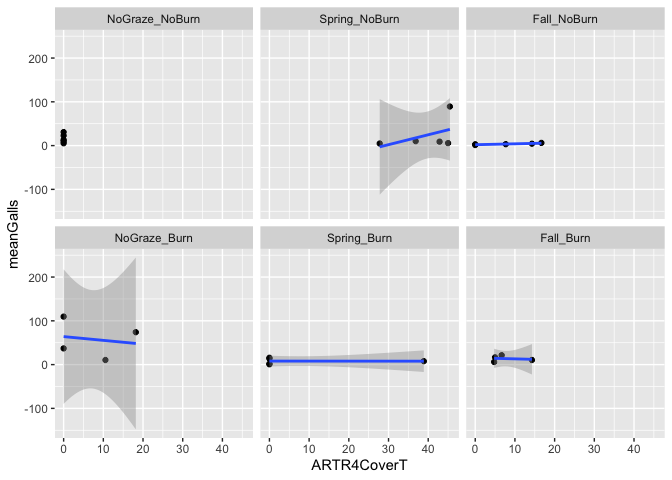 NoGraze_NoBurn Spring_NoBurn Fall_NoBurn
200
100
0
-100
meanGalls
NoGraze_Burn Spring_Burn Fall_Burn
200
100
0
-100
0 10 20 30 40 0 10 20 30 40 0 10 20 30 40
ARTR4CoverT